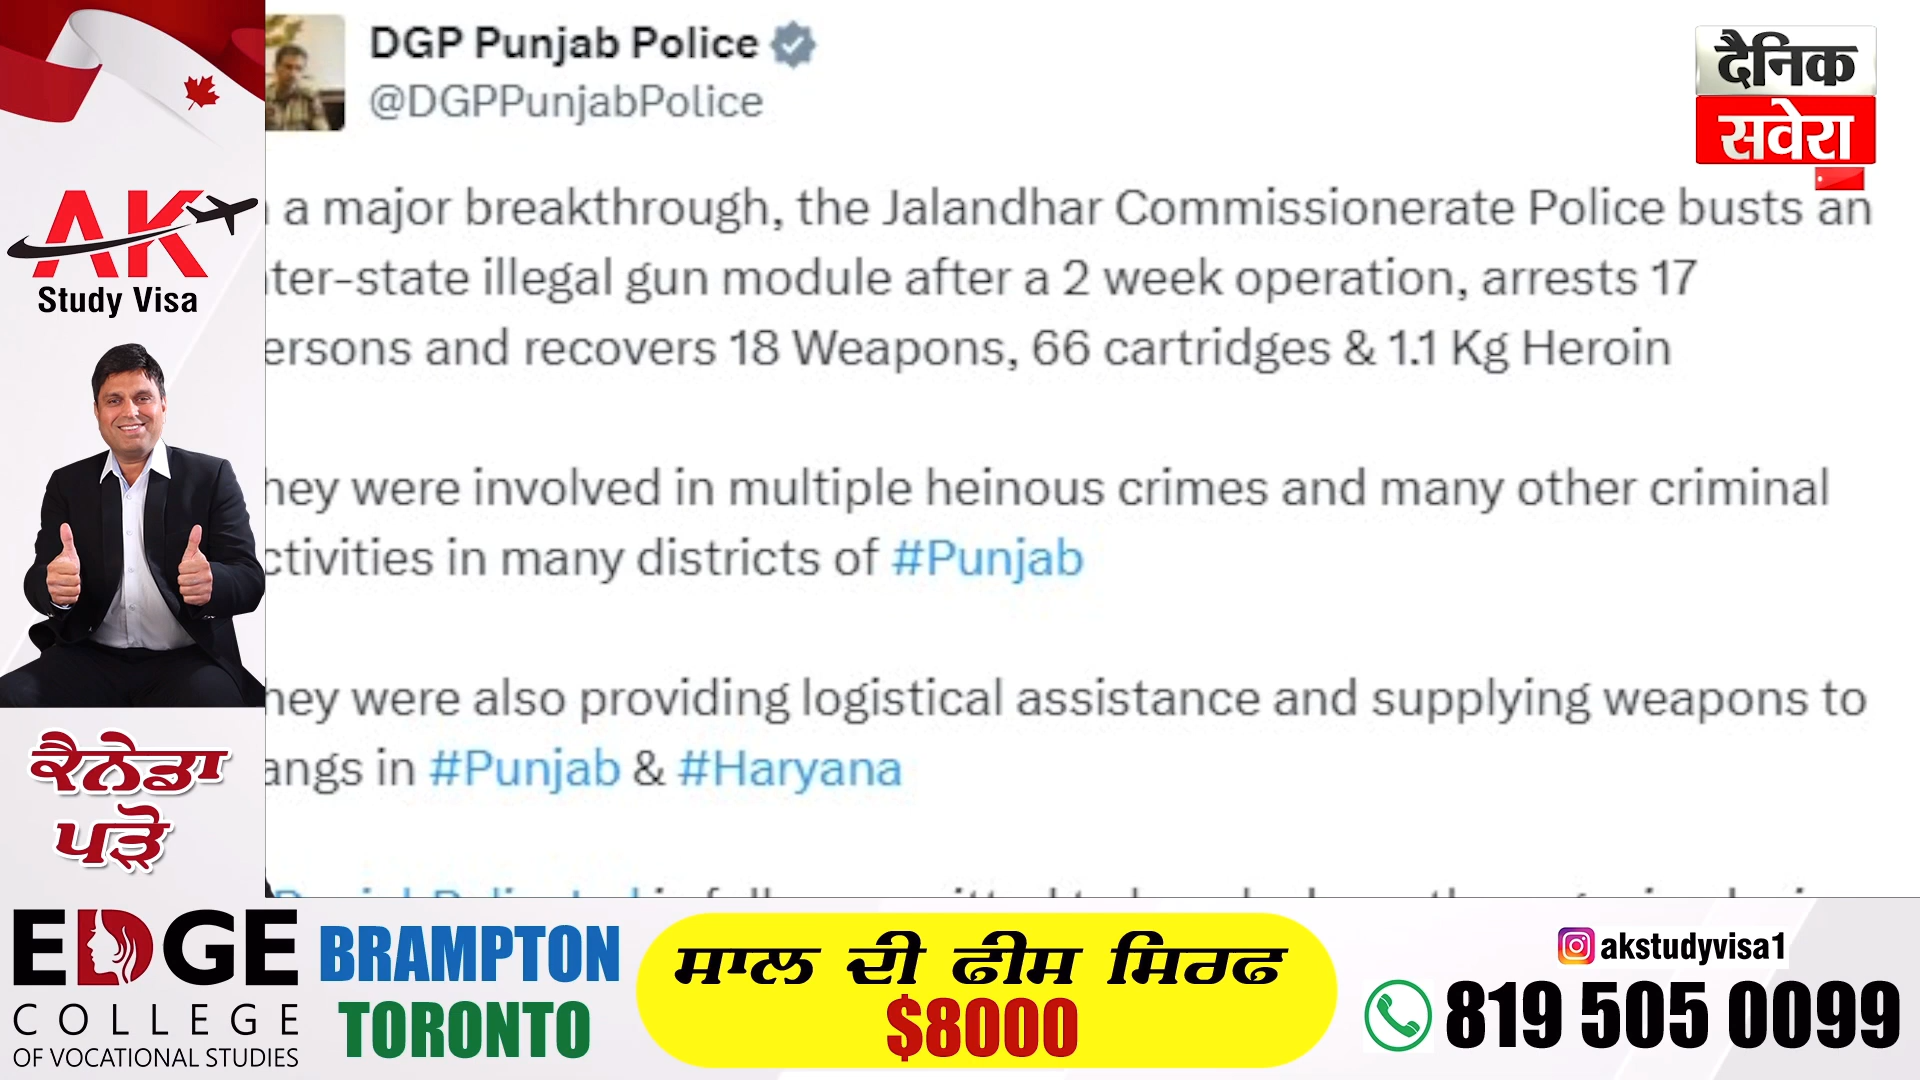 DGP Punjab Police
@DGPPunjabPolice
दैनिक
सवेरा
a major breakthrough, the Jalandhar Commissionerate Police busts an
ter-state illegal gun module after a 2 week operation, arrests 17
ersons and recovers 18 Weapons, 66 cartridges & 1.1 Kg Heroin
hey were involved in multiple heinous crimes and many other criminal
ctivities in many districts of #Punjab
hey were also providing logistical assistance and supplying weapons to
angs in #Punjab & #Haryana
AK
Study Visa
ਕੈਨੇਡਾ
ਪੜੋ
EDGE
COLLEGE
OF VOCATIONAL STUDIES
BRAMPTON
TORONTO
ਸਾਲ ਦੀ ਫੀਸ ਸਿਰਫ
$8000
akstudyvisa1
819 505 0099